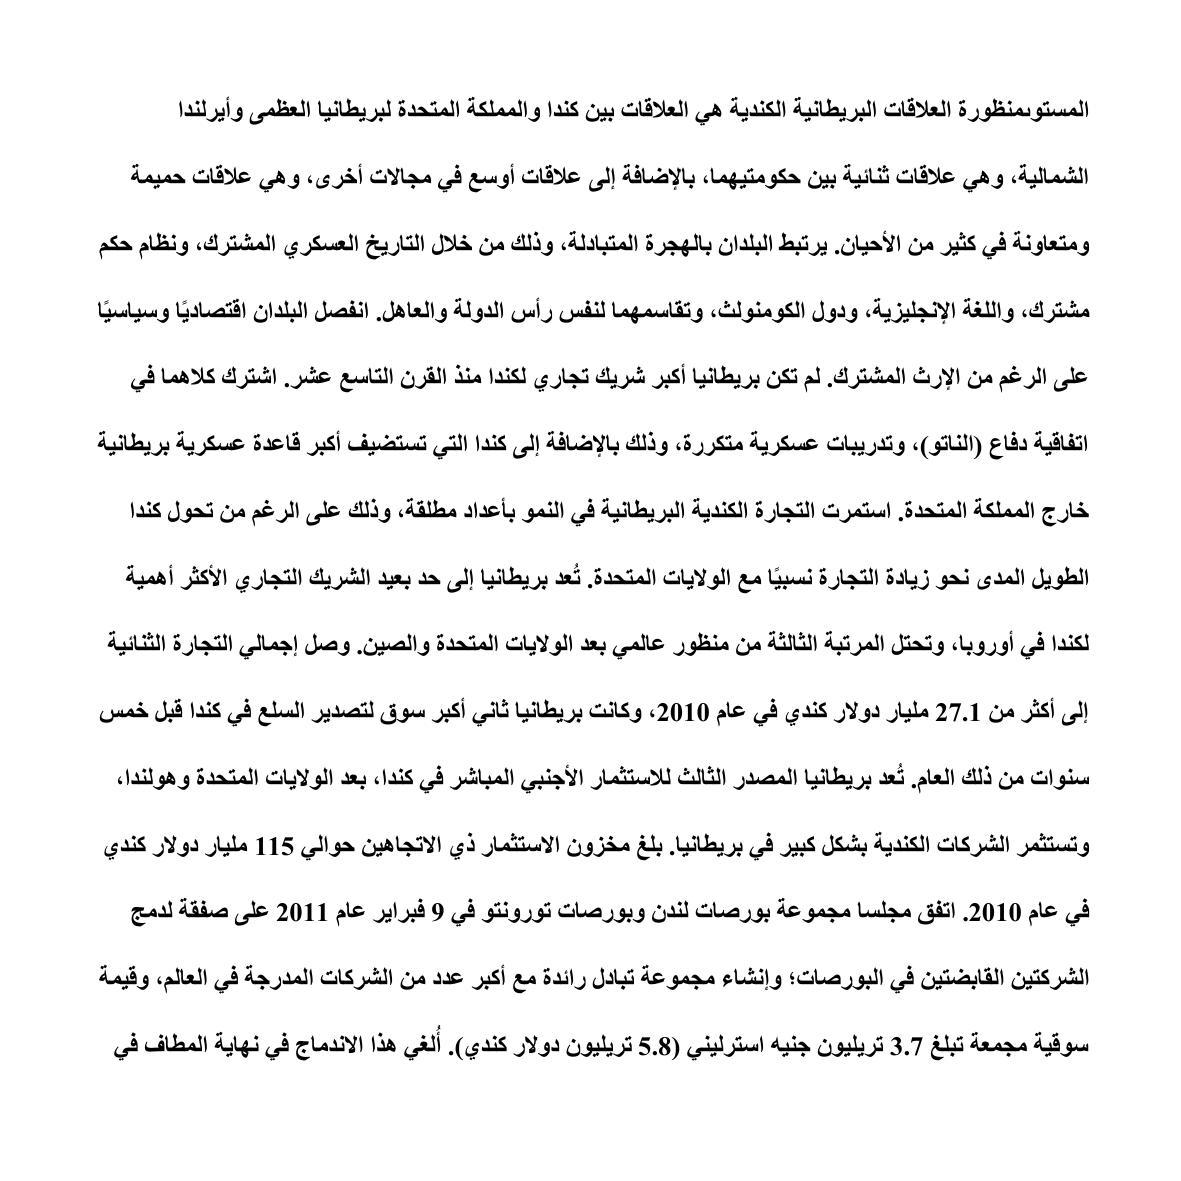 المستوىمنظورة العلاقات البريطانية الكندية هي العلاقات بين كندا والمملكة المتحدة لبريطانيا العظمى وأيرلندا
الشمالية، وهي علاقات ثنائية بين حكومتيهما، بالإضافة إلى علاقات أوسع في مجالات أخرى، وهي علاقات حميمة
ومتعاونة في كثير من الأحيان. يرتبط البلدان بالهجرة المتبادلة، وذلك من خلال التاريخ العسكري المشترك، ونظام حكم
مشترك، واللغة الإنجليزية، ودول الكومنولث، وتقاسمهما لنفس رأس الدولة والعاهل. انفصل البلدان اقتصاديًا وسياسيًا
على الرغم من الإرث المشترك. لم تكن بريطانيا أكبر شريك تجاري لكندا منذ القرن التاسع عشر. اشترك كلاهما في
اتفاقية دفاع (الناتو)، وتدريبات عسكرية متكررة، وذلك بالإضافة إلى كندا التي تستضيف أكبر قاعدة عسكرية بريطانية
خارج المملكة المتحدة. استمرت التجارة الكندية البريطانية في النمو بأعداد مطلقة، وذلك على الرغم من تحول كندا
الطويل المدى نحو زيادة التجارة نسبيًا مع الولايات المتحدة. تُعد بريطانيا إلى حد بعيد الشريك التجاري الأكثر أهمية
لكندا في أوروبا، وتحتل المرتبة الثالثة من منظور عالمي بعد الولايات المتحدة والصين. وصل إجمالي التجارة الثنائية
إلى أكثر من 27.1 مليار دولار كندي في عام 2010، وكانت بريطانيا ثاني أكبر سوق لتصدير السلع في كندا قبل خمس
سنوات من ذلك العام. تُعد بريطانيا المصدر الثالث للاستثمار الأجنبي المباشر في كندا، بعد الولايات المتحدة وهولندا،
وتستثمر الشركات الكندية بشكل كبير في بريطانيا. بلغ مخزون الاستثمار ذي الاتجاهين حوالي 115 مليار دولار كندي
في عام 2010. اتفق مجلسا مجموعة بورصات لندن وبورصات تورونتو في 9 فبراير عام 2011 على صفقة لدمج
الشركتين القابضتين في البورصات؛ وإنشاء مجموعة تبادل رائدة مع أكبر عدد من الشركات المدرجة في العالم، وقيمة
سوقية مجمعة تبلغ 3.7 تريليون جنيه استرليني (5.8 تريليون دولار كندي). أُلغي هذا الاندماج في نهاية المطاف في